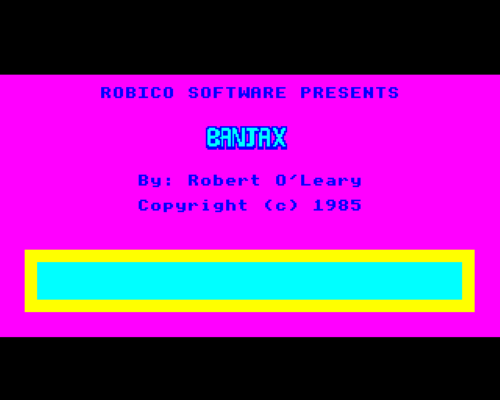 ROBICO SOFTWARE PRESENTS
BANJAX
By: Robert O'Leary
Copyright (c) 1985